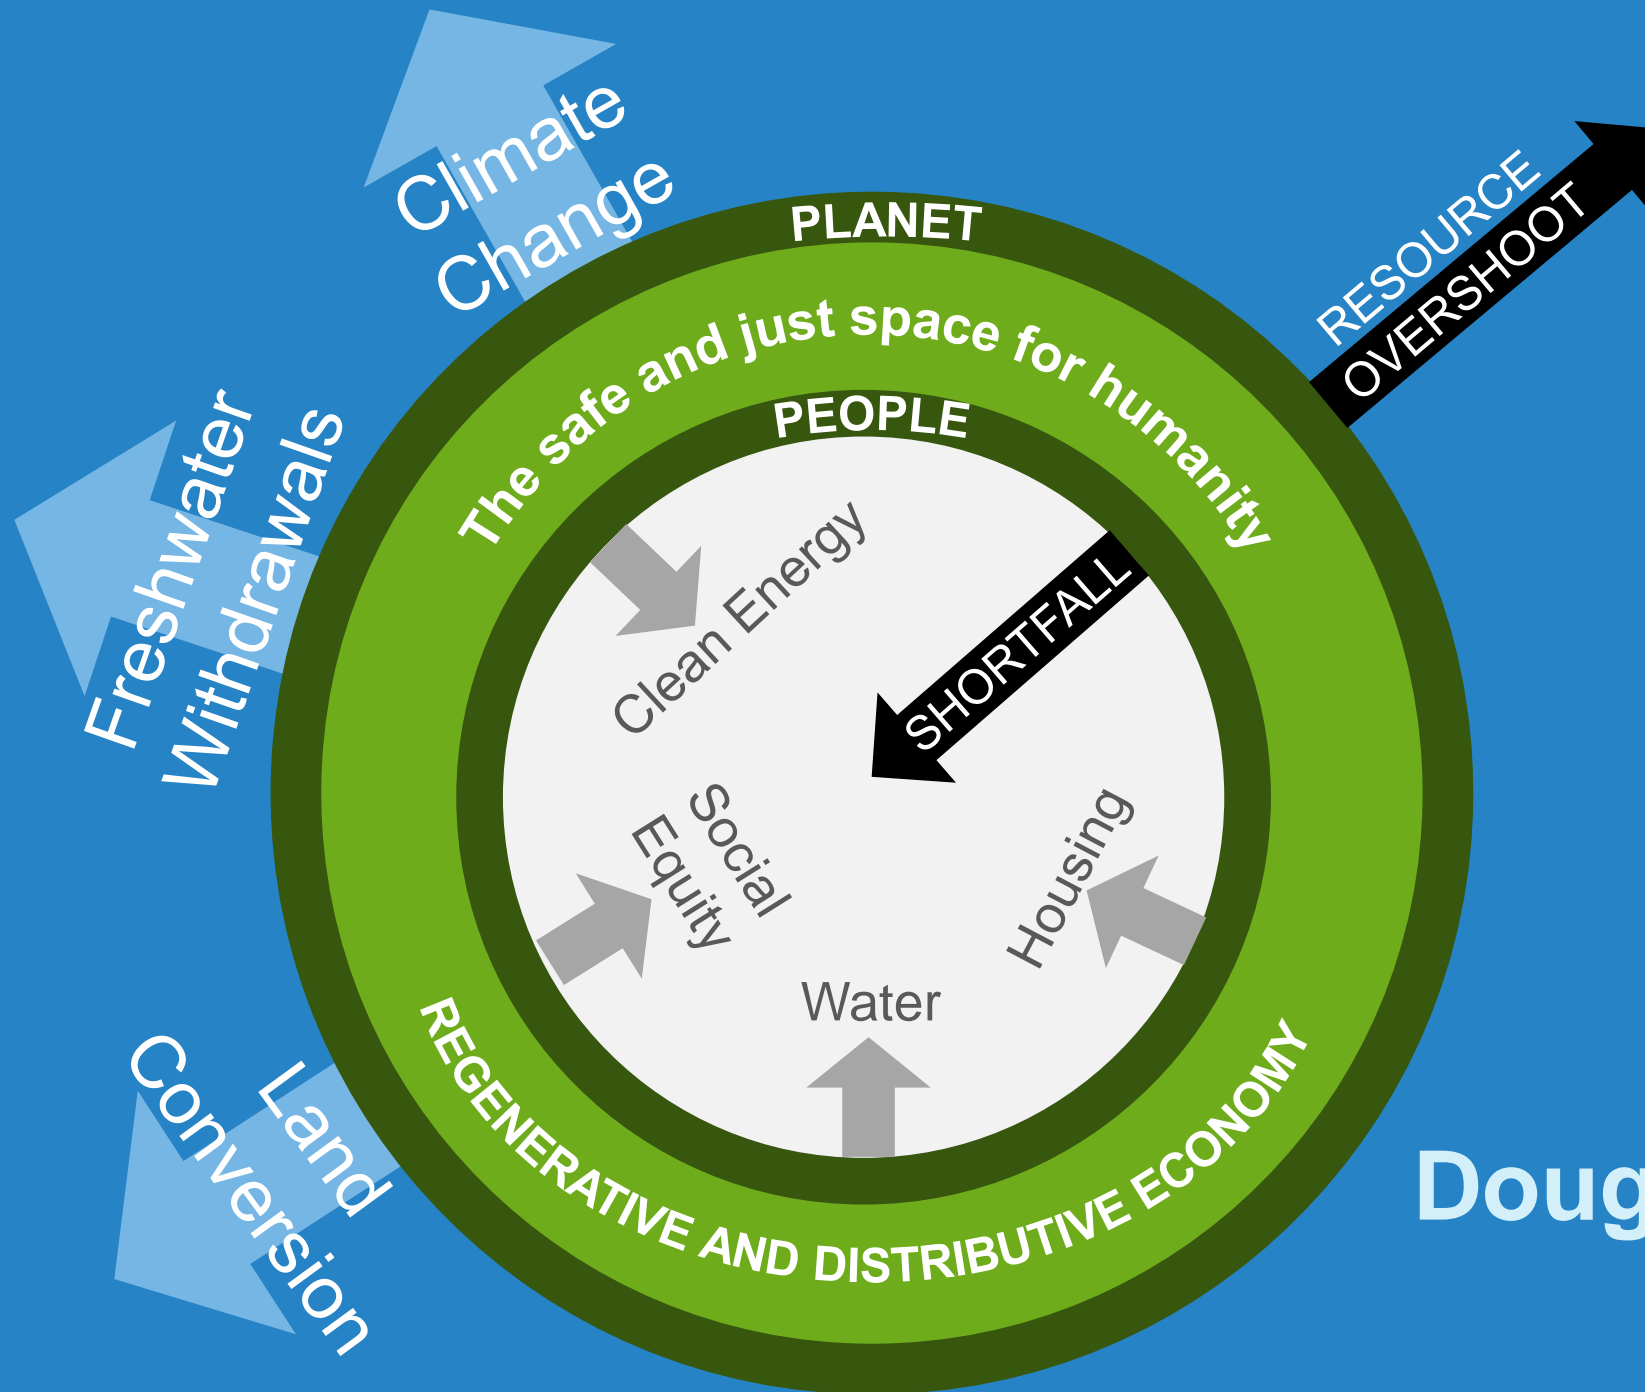 Climate
Change
PLANET
RESOURCE
OVERSHOOT
The safe and just space for humanity
PEOPLE
Freshwater
Withdrawals
Clean Energy
SHORTFALL
Social
Equity
Housing
Water
Land
Conversion
REGENERATIVE AND DISTRIBUTIVE ECONOMY
Doug